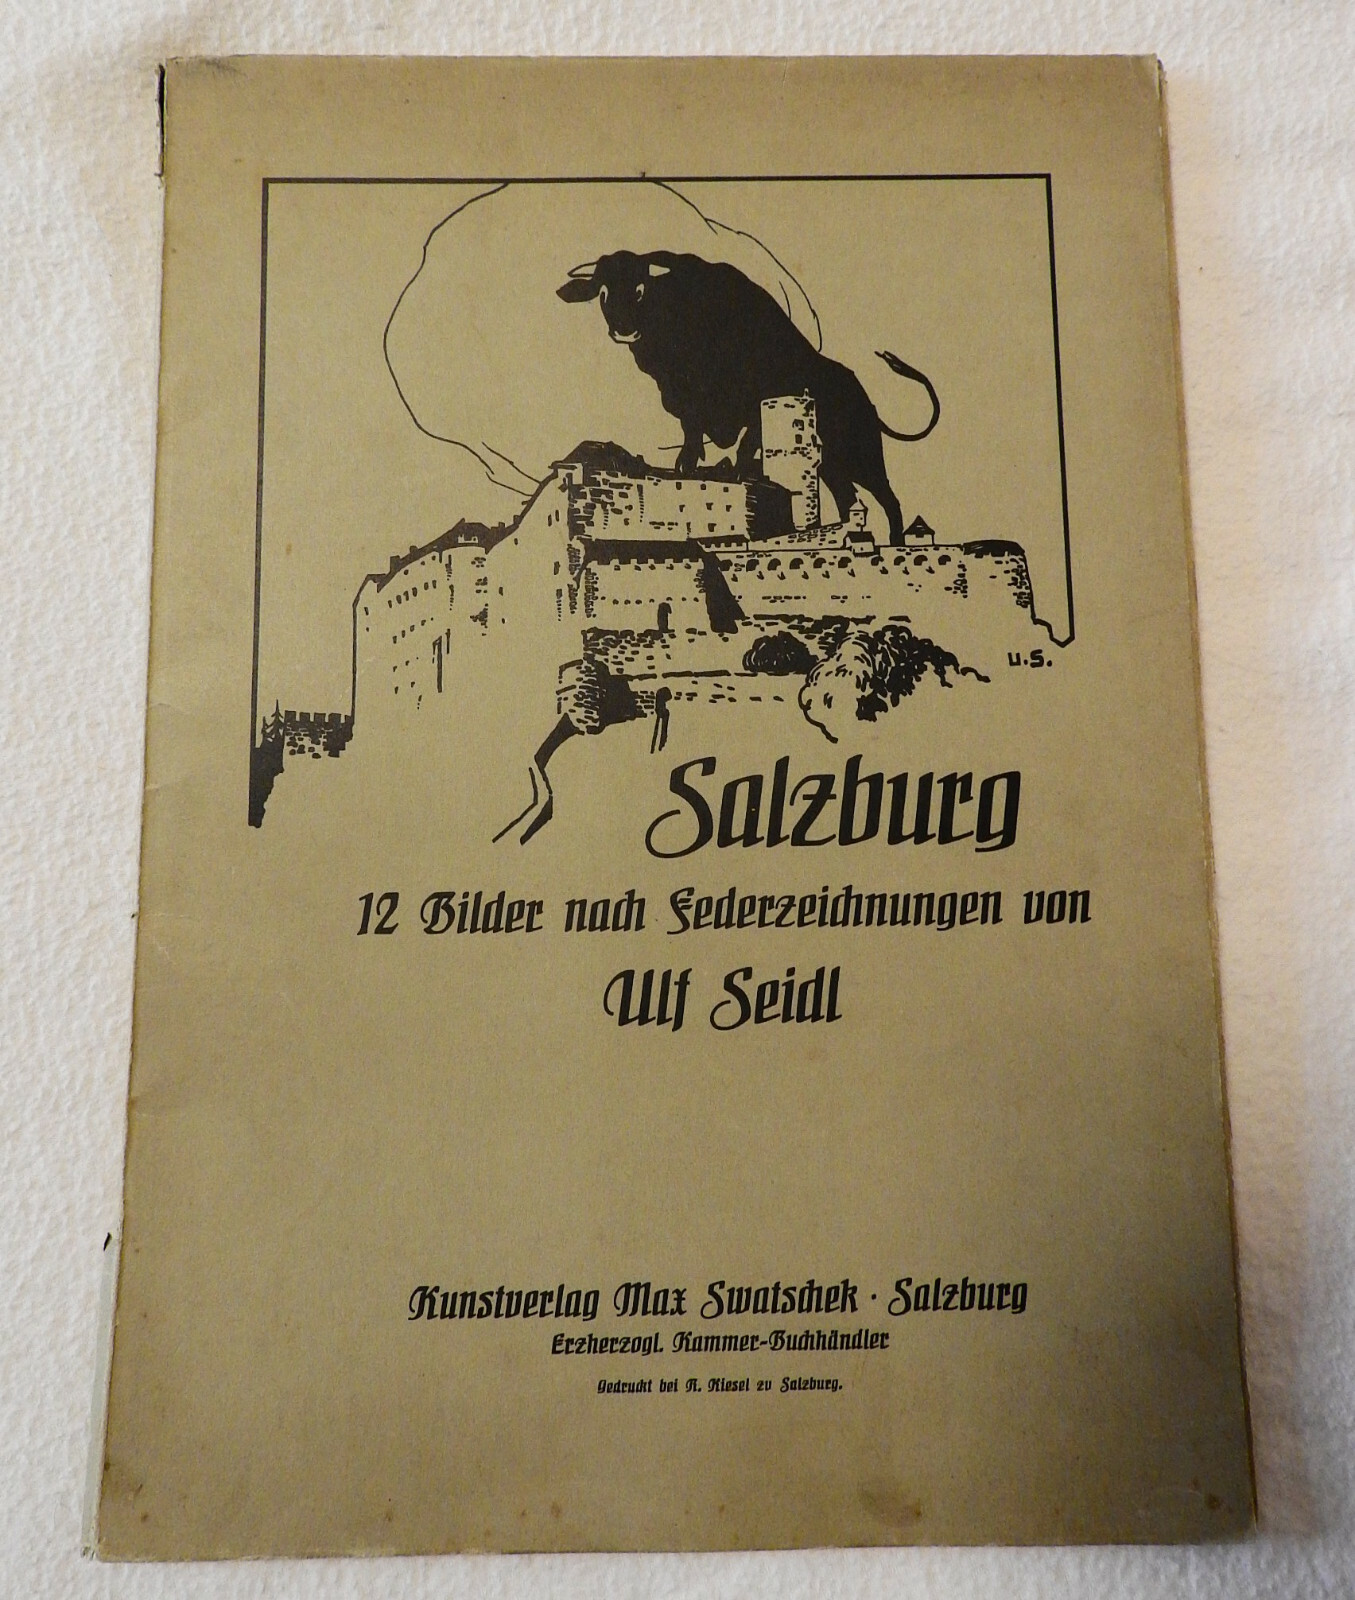 U.S.
Salzburg
12 Bilder nach Federzeichnungen von
Ulf Seidl
Kunstverlag Max Swatschek · Salzburg
Erzherzogl. Kammer-Buchhändler
Gedruckt bei R. Kiesel zu Salzburg.